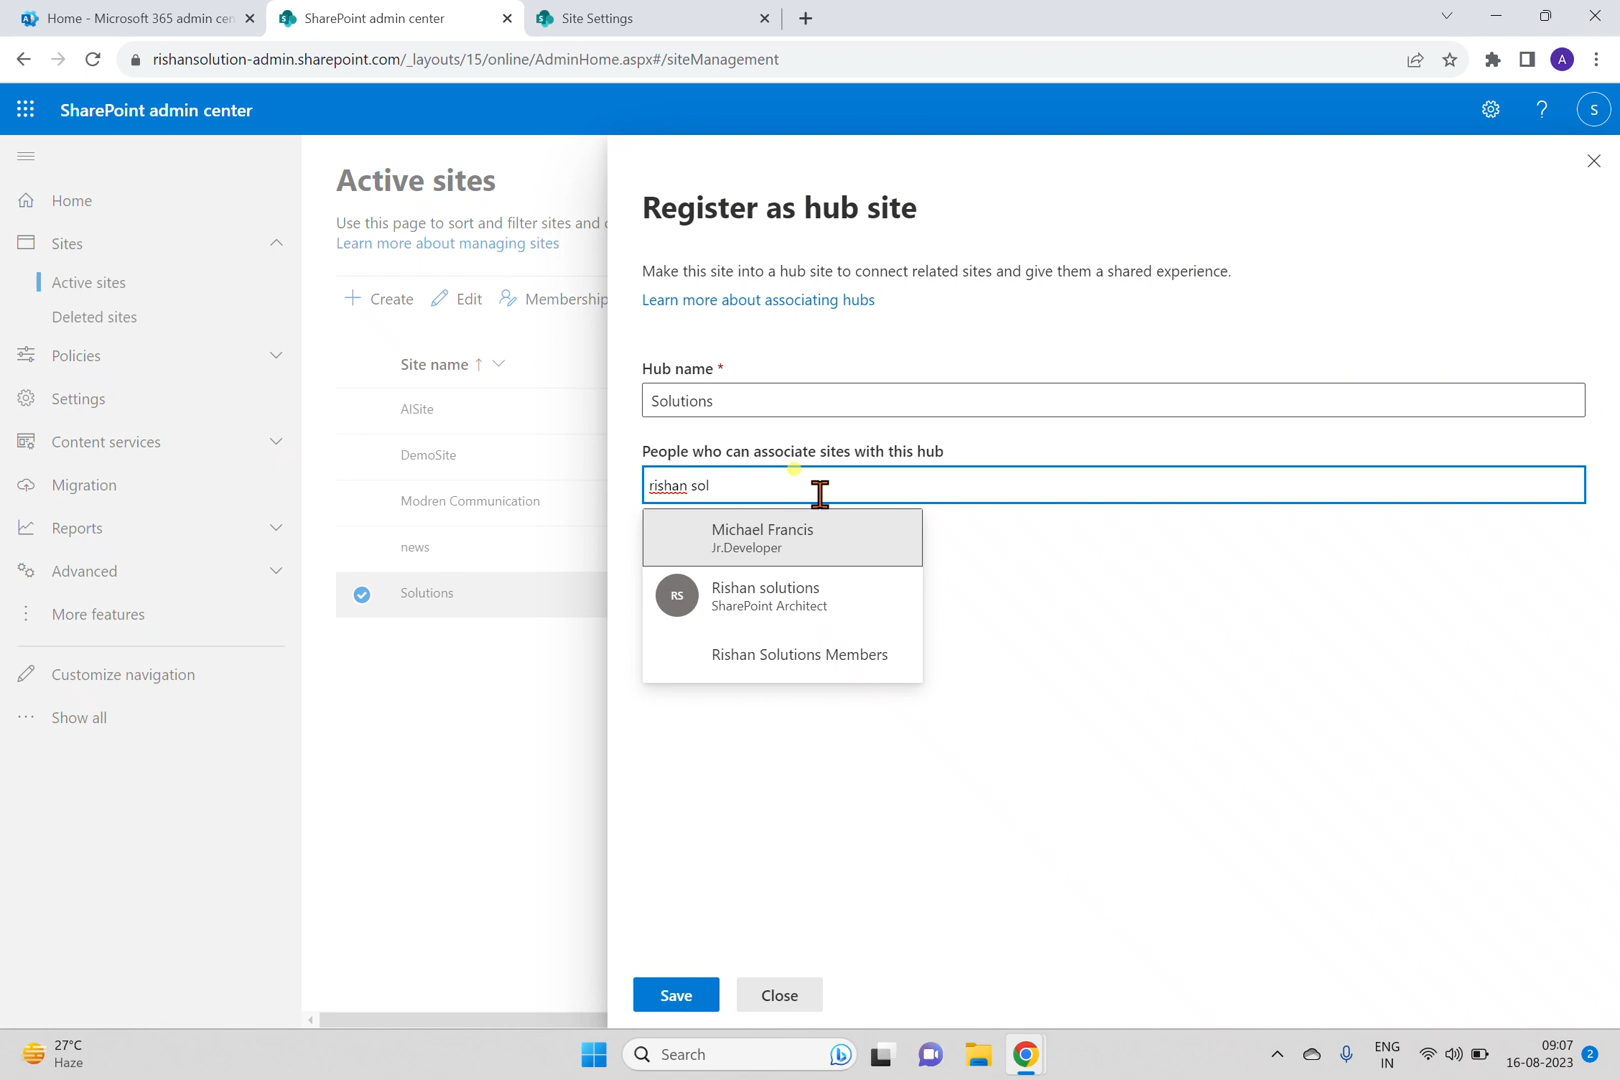 Home - Microsoft 365 admin cen
SharePoint admin center
Site Settings
rishansolution-admin.sharepoint.com/_layouts/15/online/AdminHome.aspx#/siteManagement
A
SharePoint admin center
S
Home
Sites
Active sites
Deleted sites
Policies
Settings
Content services
Migration
Reports
Advanced
More features
Customize navigation
Show all
Active sites
Use this page to sort and filter sites and
Learn more about managing sites
Create
Edit
Membership
Site name
AISite
DemoSite
Modren Communication
news
Solutions
Register as hub site
Make this site into a hub site to connect related sites and give them a shared experience.
Learn more about associating hubs
Hub name *
Solutions
People who can associate sites with this hub
rishan sol
Michael Francis
Jr.Developer
RS
Rishan solutions
SharePoint Architect
Rishan Solutions Members
Save
Close
27°C
Haze
Search
ENG
IN
09:07
16-08-2023
2